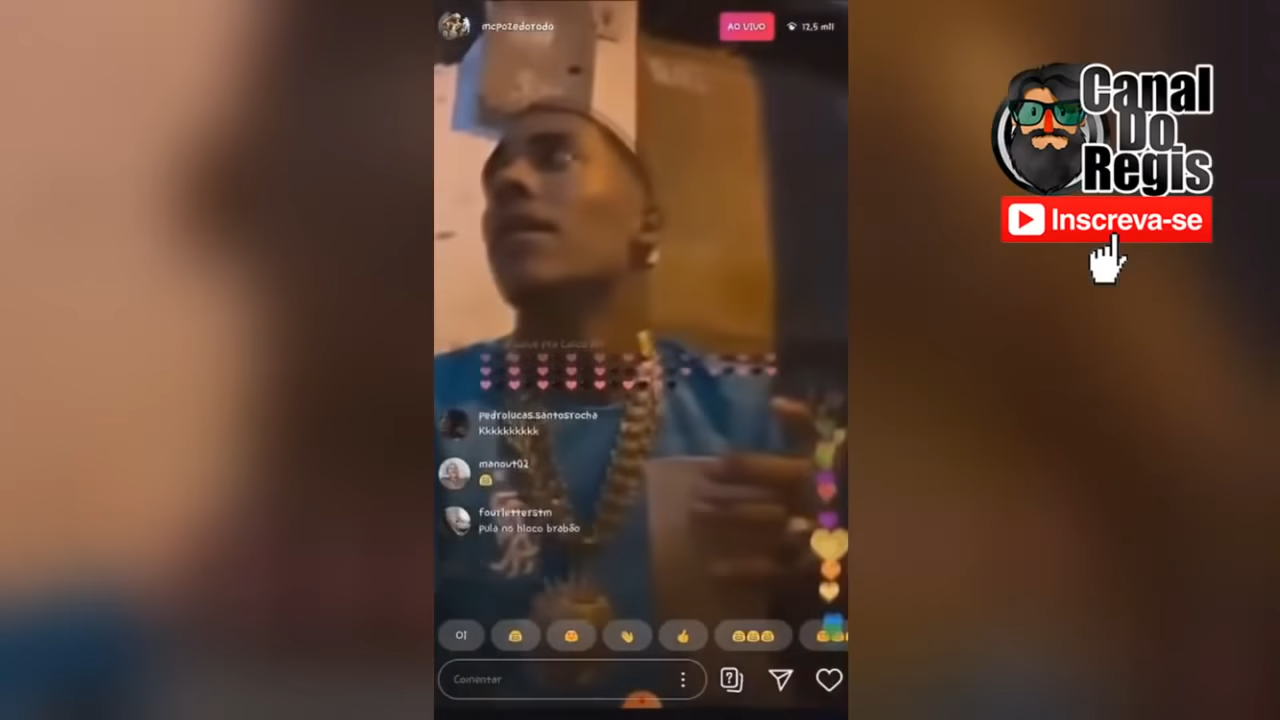 mcpozedorodo
AO VIVO
12,5 mil
Canal
Do
Regis
Inscreva-se
pedrolucas.santosrocha
Kkkkkkkkkk
manovt02
fourletterstm
Pula no bloco brabão
Oi
Comentar